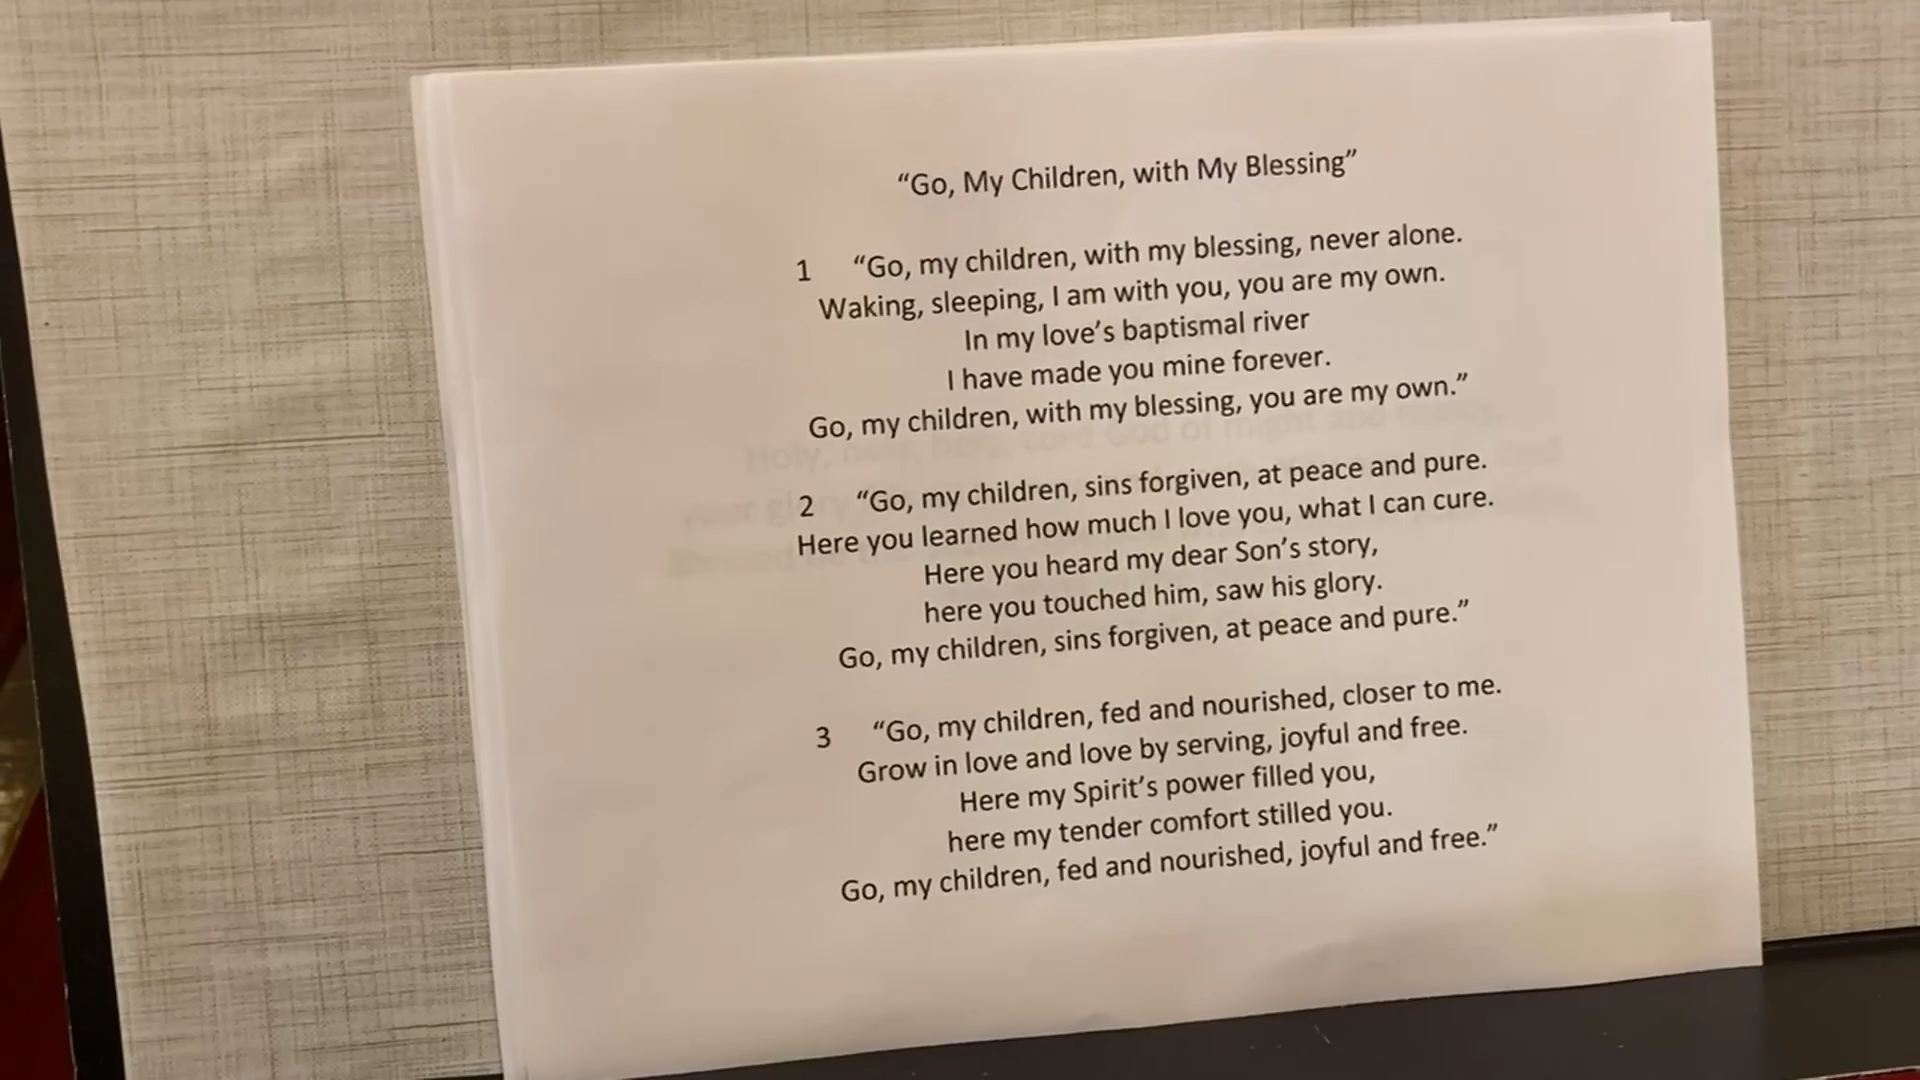 “Go, My Children, with My Blessing”
1 “Go, my children, with my blessing, never alone.
Waking, sleeping, I am with you, you are my own.
In my love’s baptismal river
I have made you mine forever.
Go, my children, with my blessing, you are my own.”
2 “Go, my children, sins forgiven, at peace and pure.
Here you learned how much I love you, what I can cure.
Here you heard my dear Son’s story,
here you touched him, saw his glory.
Go, my children, sins forgiven, at peace and pure.”
3 “Go, my children, fed and nourished, closer to me.
Grow in love and love by serving, joyful and free.
Here my Spirit’s power filled you,
here my tender comfort stilled you.
Go, my children, fed and nourished, joyful and free.”